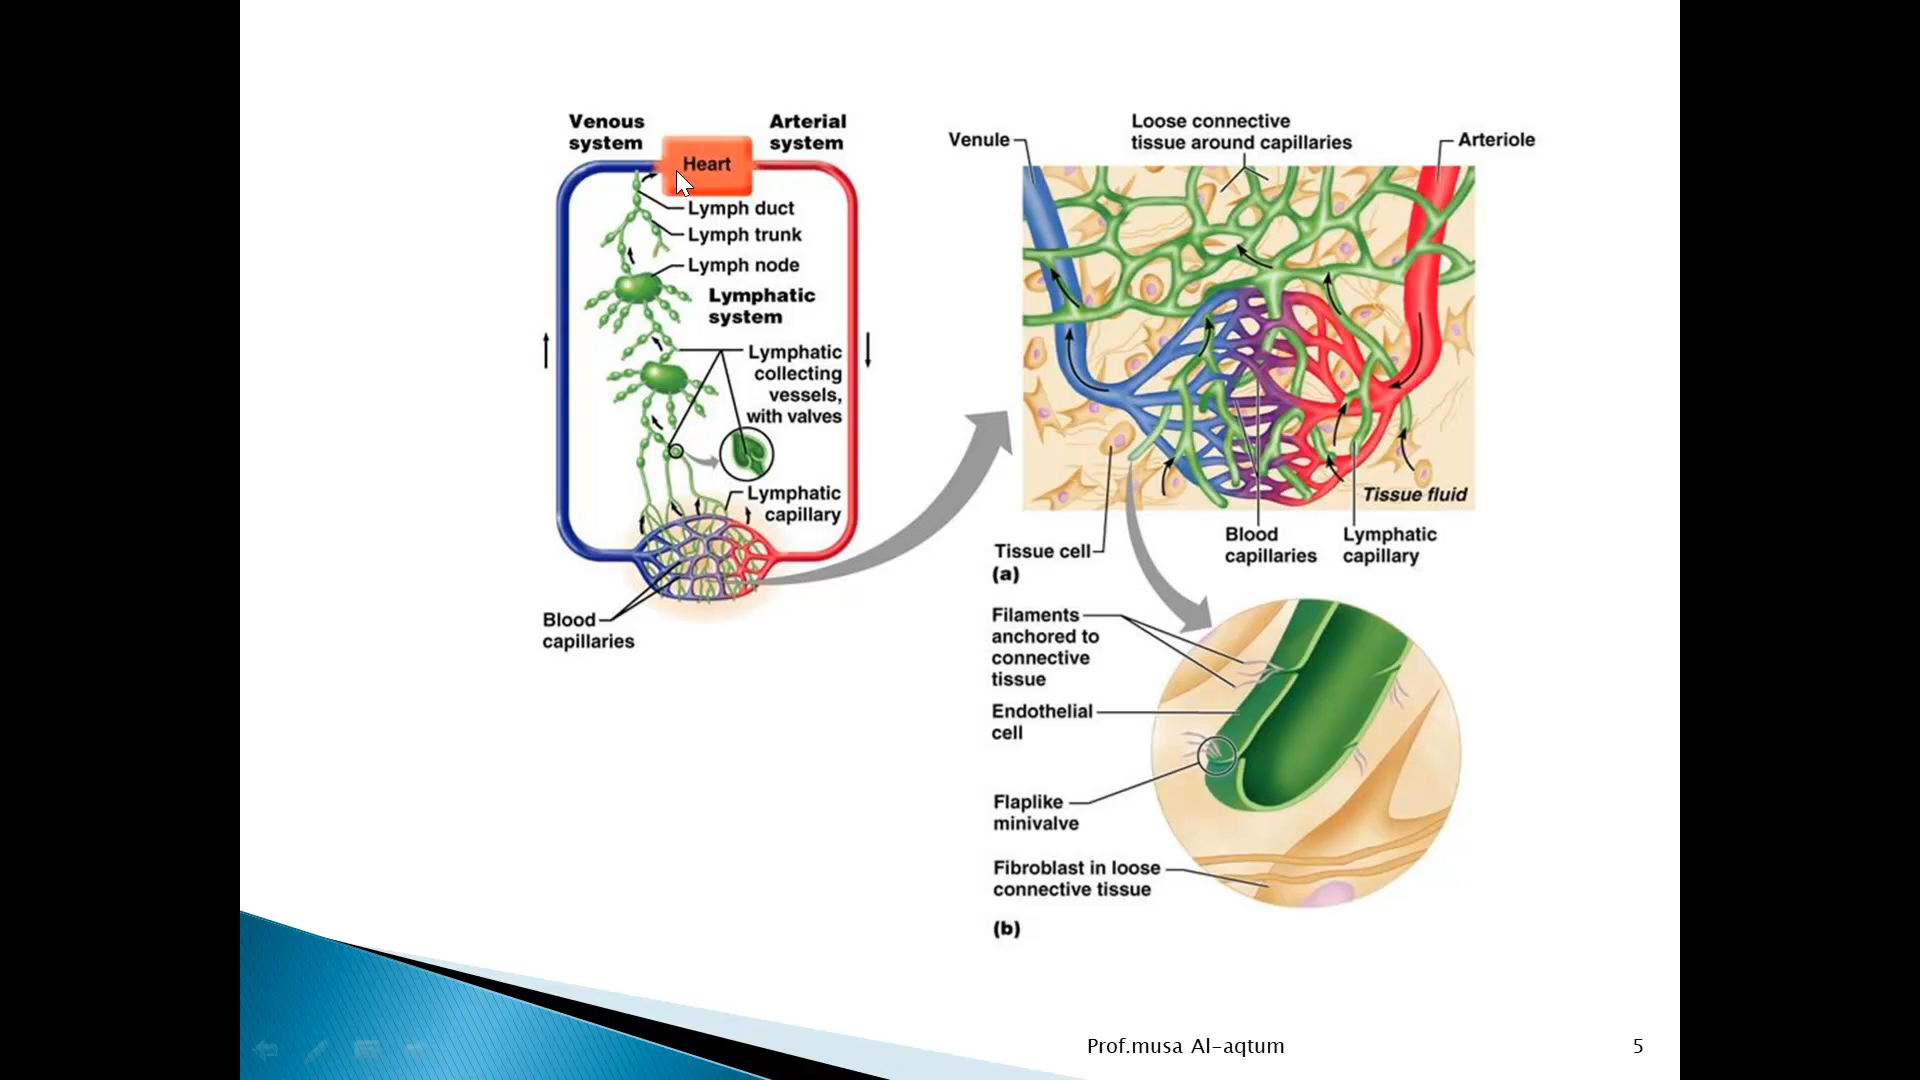 Venous
system
Heart
Arterial
system
Lymph duct
Lymph trunk
Lymph node
Lymphatic
system
Lymphatic
collecting
vessels,
with valves
Lymphatic
capillary
Blood
capillaries
Venule
Loose connective
tissue around capillaries
Arteriole
Tissue fluid
Blood
capillaries
Lymphatic
capillary
Tissue cell
(a)
Filaments
anchored to
connective
tissue
Endothelial
cell
Flaplike
minivalve
Fibroblast in loose
connective tissue
(b)
Prof.musa Al-aqtum
5